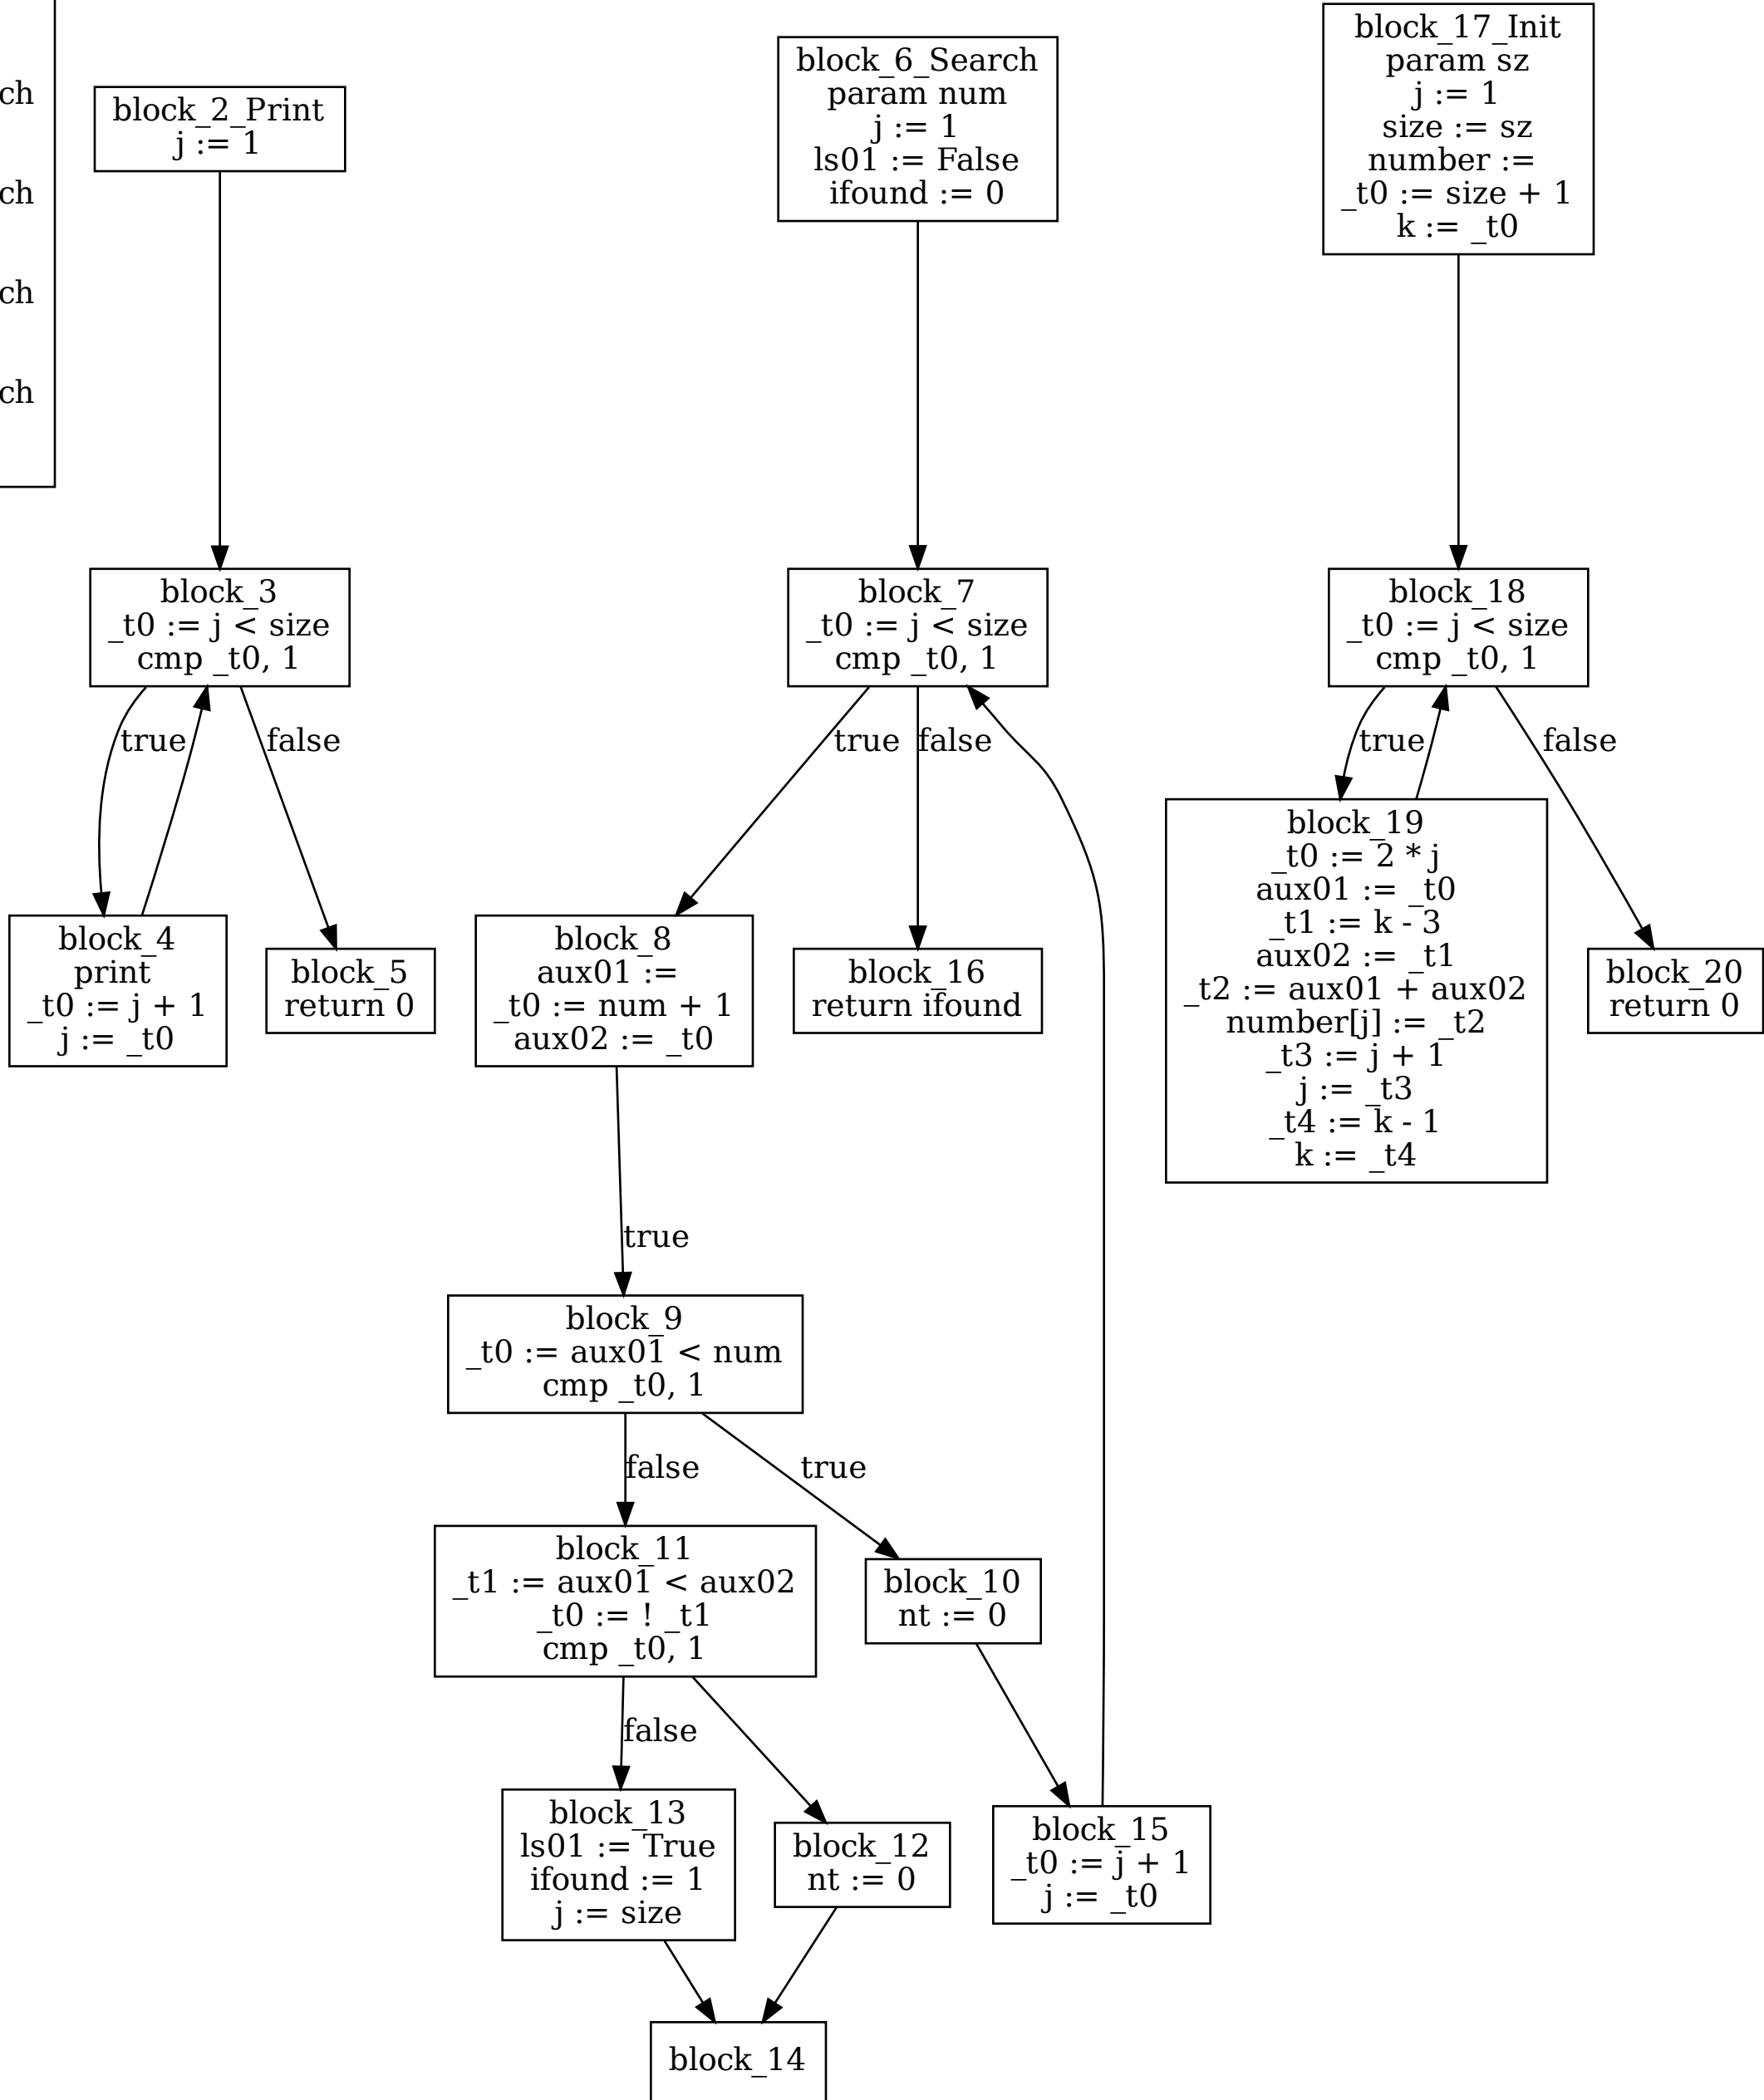 ch
ch
ch
ch
block_2_Print
j := 1
block_6_Search
param num
j := 1
ls01 := False
ifound := 0
block_17_Init
param sz
j := 1
size := sz
number :=
_t0 := size + 1
k := _t0
block_3
_t0 := j < size
cmp _t0, 1
block_7
_t0 := j < size
cmp _t0, 1
block_18
_t0 := j < size
cmp _t0, 1
true
false
true
false
true
false
block_4
print
_t0 := j + 1
j := _t0
block_5
return 0
block_8
aux01 :=
_t0 := num + 1
aux02 := _t0
block_16
return ifound
block_19
_t0 := 2 * j
aux01 := _t0
_t1 := k - 3
aux02 := _t1
_t2 := aux01 + aux02
number[j] := _t2
_t3 := j + 1
j := _t3
_t4 := k - 1
k := _t4
block_20
return 0
true
block_9
_t0 := aux01 < num
cmp _t0, 1
false
true
block_11
_t1 := aux01 < aux02
_t0 := ! _t1
cmp _t0, 1
block_10
nt := 0
false
block_13
ls01 := True
ifound := 1
j := size
block_12
nt := 0
block_15
_t0 := j + 1
j := _t0
block_14